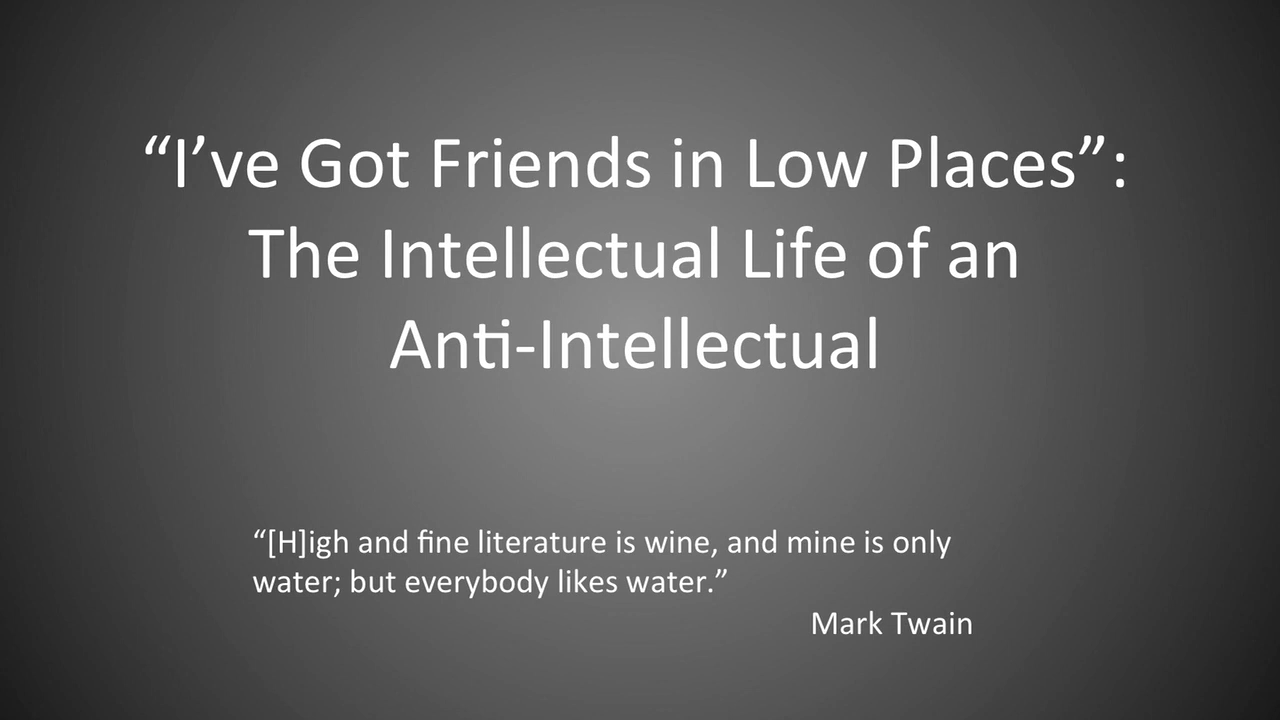 “I’ve Got Friends in Low Places”:
The Intellectual Life of an
Anti-Intellectual
“[H]igh and fine literature is wine, and mine is only
water; but everybody likes water.”
Mark Twain